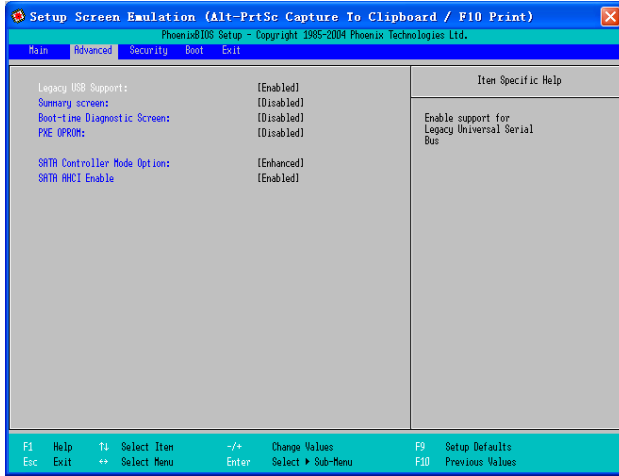 Setup Screen Emulation (Alt-PrtSc Capture To Clipboard / F10 Print)
PhoenixBIOS Setup - Copyright 1985-2004 Phoenix Technologies Ltd.
Main Advanced Security Boot Exit
Item Specific Help
Legacy USB Support: [Enabled]
Summary screen: [Disabled]
Boot-time Diagnostic Screen: [Disabled]
PXE OPROM: [Disabled]
SATA Controller Mode Option: [Enhanced]
SATA AHCI Enable [Enabled]
Enable support for
Legacy Universal Serial
Bus
F1 Help ↑↓ Select Item -/+ Change Values F9 Setup Defaults
Esc Exit ↔ Select Menu Enter Select ▶ Sub-Menu F10 Previous Values